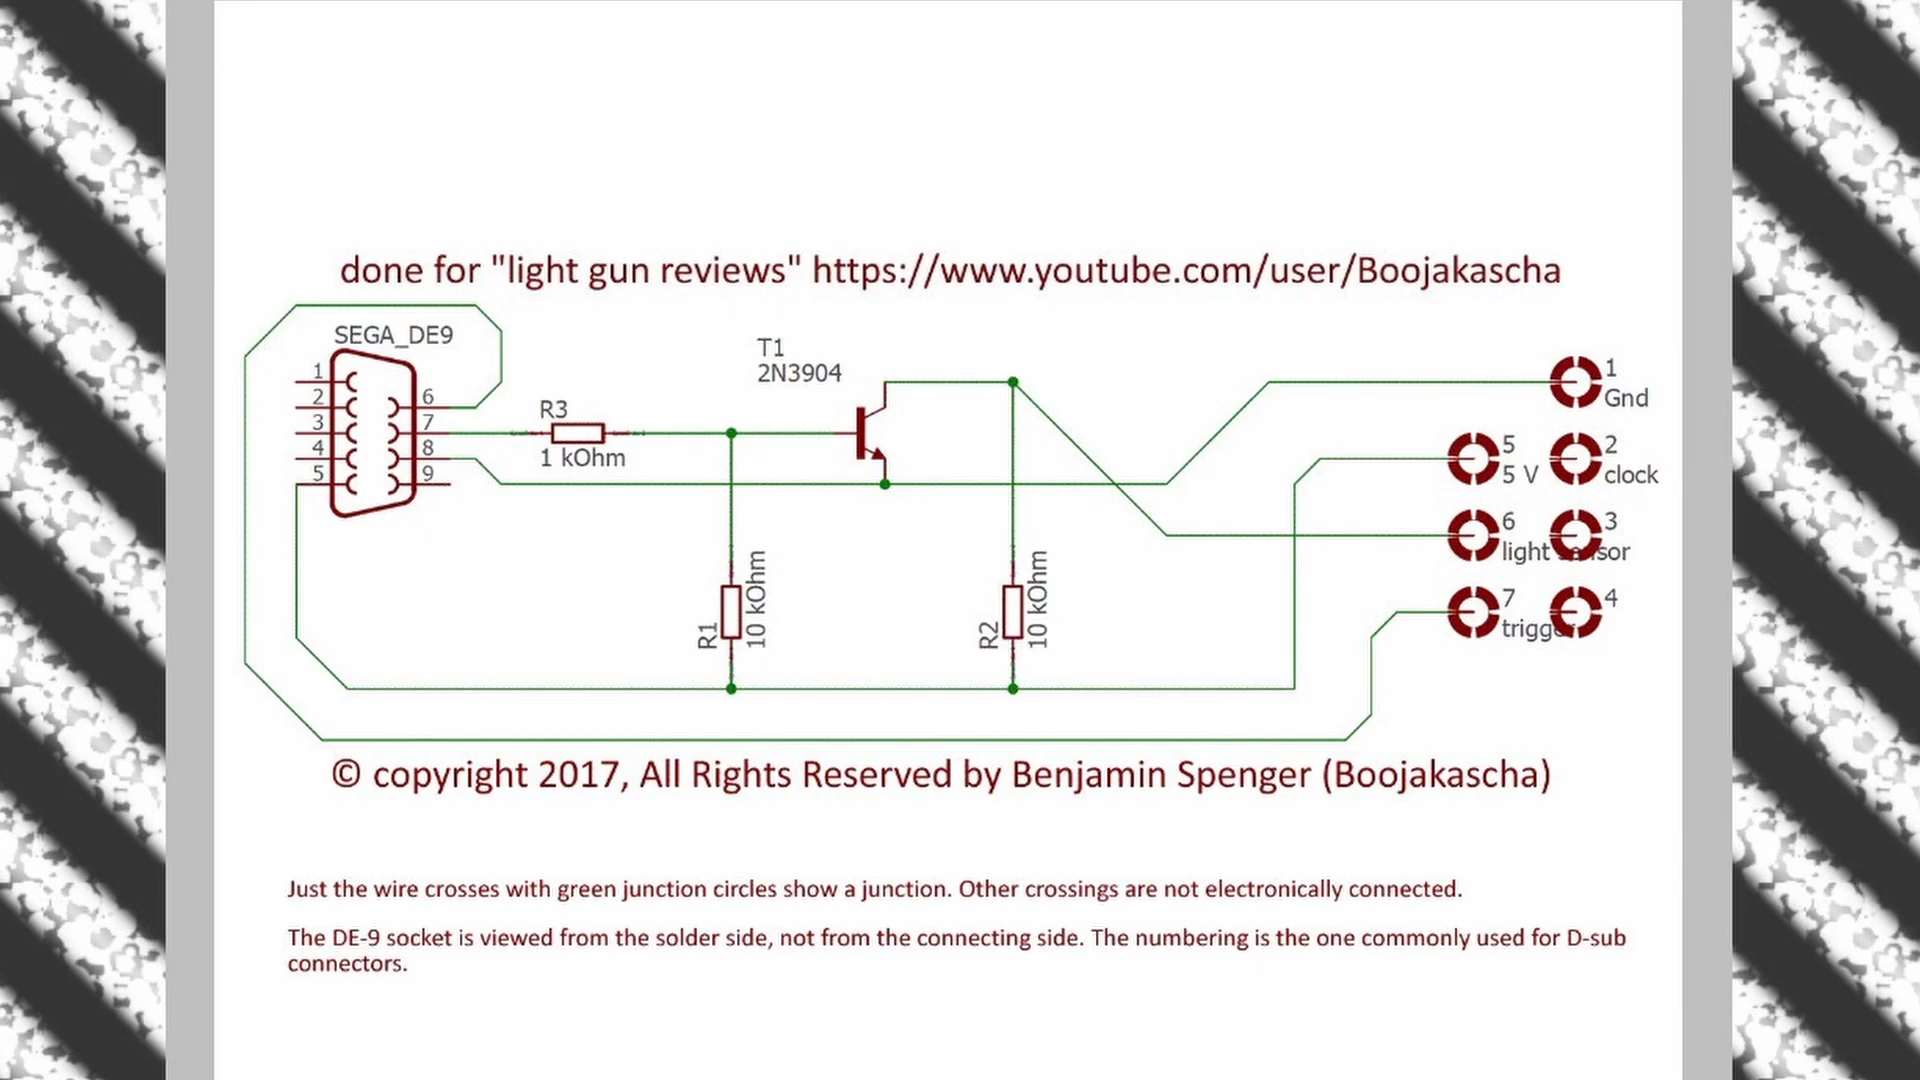 done for "light gun reviews" https://www.youtube.com/user/Boojakascha
SEGA_DE9
1
2
3
4
5
6
7
8
9
R3
1 kOhm
T1
2N3904
R1
10 kOhm
R2
10 kOhm
1
Gnd
5
5 V
2
clock
6
light sensor
3
7
trigger
4
© copyright 2017, All Rights Reserved by Benjamin Spenger (Boojakascha)
Just the wire crosses with green junction circles show a junction. Other crossings are not electronically connected.
The DE-9 socket is viewed from the solder side, not from the connecting side. The numbering is the one commonly used for D-sub
connectors.